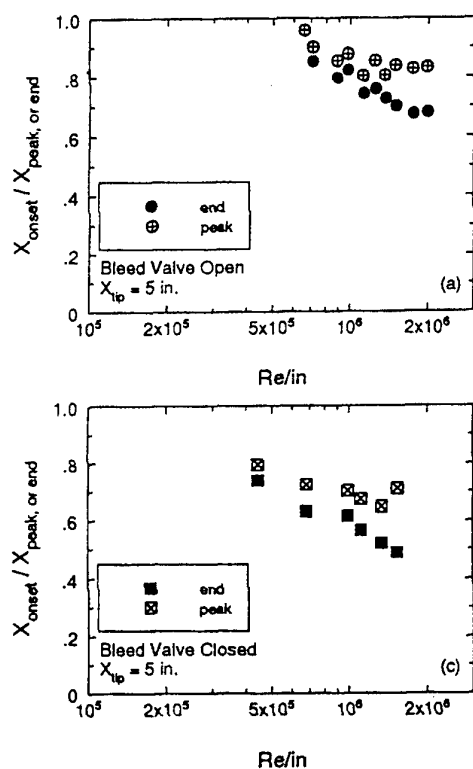 1.0
.8
.6
.4
.2
0
X_onset / X_peak, or end
end
peak
Bleed Valve Open
X_tip = 5 in.
(a)
10^5
2x10^5
5x10^5
10^6
2x10^6
Re/in
1.0
.8
.6
.4
.2
0
X_onset / X_peak, or end
end
peak
Bleed Valve Closed
X_tip = 5 in.
(c)
10^5
2x10^5
5x10^5
10^6
2x10^6
Re/in